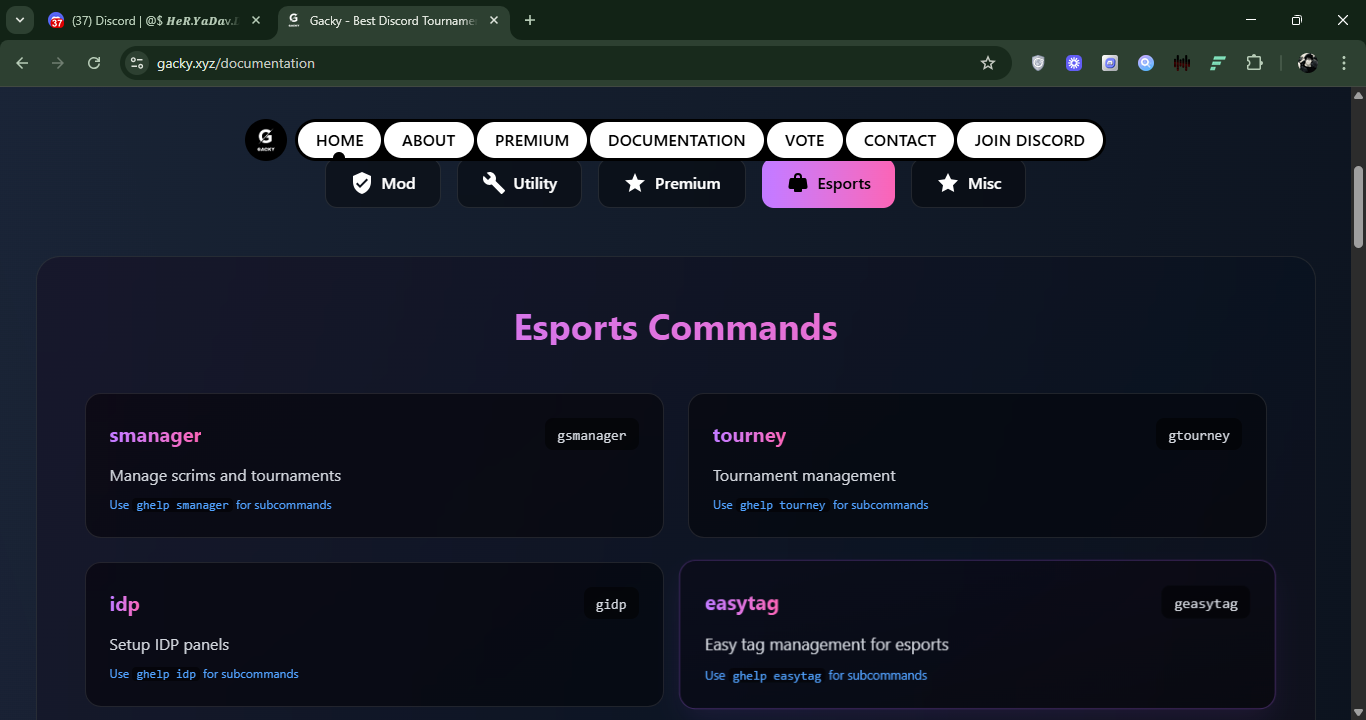 (37) Discord | @$ HeR.YaDav.
Gacky - Best Discord Tourname
gacky.xyz/documentation
GACKY
HOME
ABOUT
PREMIUM
DOCUMENTATION
VOTE
CONTACT
JOIN DISCORD
Mod
Utility
Premium
Esports
Misc
Esports Commands
smanager
gsmanager
Manage scrims and tournaments
Use ghelp smanager for subcommands
tourney
gtourney
Tournament management
Use ghelp tourney for subcommands
idp
gidp
Setup IDP panels
Use ghelp idp for subcommands
easytag
geasytag
Easy tag management for esports
Use ghelp easytag for subcommands